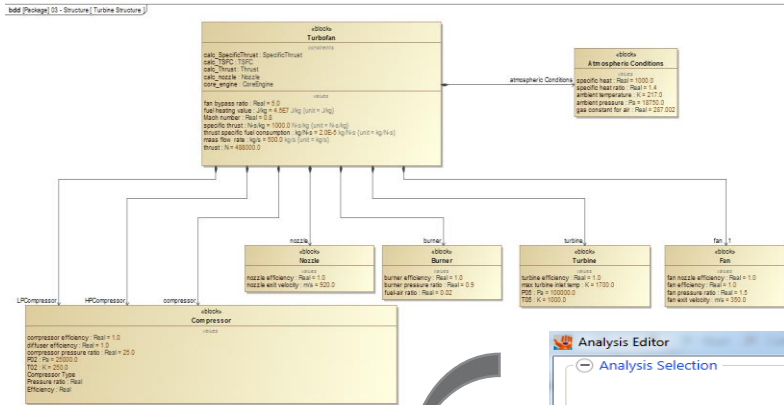 bdd [Package] 03 - Structure [ Turbine Structure ]
«block»
Turbofan
constraints
calc_SpecificThrust : SpecificThrust
calc_TSFC : TSFC
calc_Thrust : Thrust
calc_nozzle : Nozzle
core_engine : CoreEngine
values
fan bypass ratio : Real = 5.0
fuel heating value : J/kg = 4.5E7 J/kg {unit = J/kg}
Mach number : Real = 0.8
specific thrust : N-s/kg = 1000.0 N-s/kg {unit = N-s/kg}
thrust specific fuel consumption : kg/N-s = 2.0E-5 kg/N-s {unit = kg/N-s}
mass flow rate : kg/s = 500.0 kg/s {unit = kg/s}
thrust : N = 488000.0
atmospheric Conditions
«block»
Atmospheric Conditions
values
specific heat : Real = 1000.0
specific heat ratio : Real = 1.4
ambient temperature : K = 217.0
ambient pressure : Pa = 18750.0
gas constant for air : Real = 287.002
LPCompressor
HPCompressor
compressor
nozzle
burner
turbine
fan 1
«block»
Nozzle
values
nozzle efficiency : Real = 1.0
nozzle exit velocity : m/s = 920.0
«block»
Burner
values
burner efficiency : Real = 1.0
burner pressure ratio : Real = 0.9
fuel-air ratio : Real = 0.02
«block»
Turbine
values
turbine efficiency : Real = 1.0
max turbine inlet temp : K = 1700.0
P05 : Pa = 100000.0
T05 : K = 1000.0
«block»
Fan
values
fan nozzle efficiency : Real = 1.0
fan efficiency : Real = 1.0
fan pressure ratio : Real = 1.5
fan exit velocity : m/s = 350.0
«block»
Compressor
values
compressor efficiency : Real = 1.0
diffuser efficiency : Real = 1.0
compressor pressure ratio : Real = 25.0
P02 : Pa = 25000.0
T02 : K = 250.0
Compressor Type
Pressure ratio : Real
Efficiency : Real
Analysis Editor
Analysis Selection